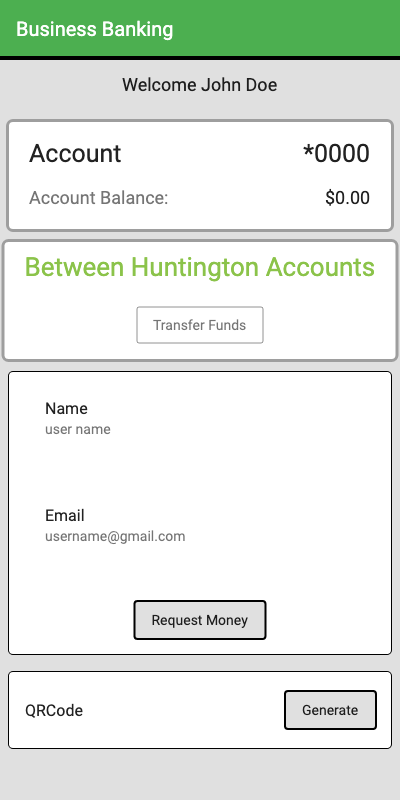 Business Banking
Welcome John Doe
Account *0000
Account Balance: $0.00
Between Huntington Accounts
Transfer Funds
Name
user name
Email
username@gmail.com
Request Money
QRCode Generate